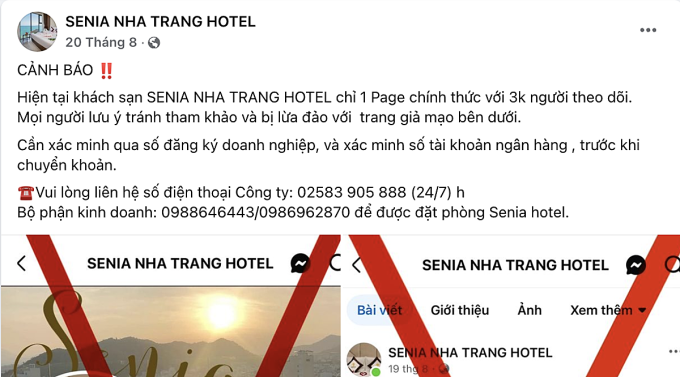 SENIA NHA TRANG HOTEL
20 Tháng 8 ·
CẢNH BÁO ‼️
Hiện tại khách sạn SENIA NHA TRANG HOTEL chỉ 1 Page chính thức với 3k người theo dõi.
Mọi người lưu ý tránh tham khảo và bị lừa đảo với trang giả mạo bên dưới.
Cần xác minh qua số đăng ký doanh nghiệp, và xác minh số tài khoản ngân hàng , trước khi
chuyển khoản.
☎️Vui lòng liên hệ số điện thoại Công ty: 02583 905 888 (24/7) h
Bộ phận kinh doanh: 0988646443/0986962870 để được đặt phòng Senia hotel.
SENIA NHA TRANG HOTEL
Senia
SENIA NHA TRANG HOTEL
Bài viết Giới thiệu Ảnh Xem thêm
SENIA NHA TRANG HOTEL
19 thg 8 ·